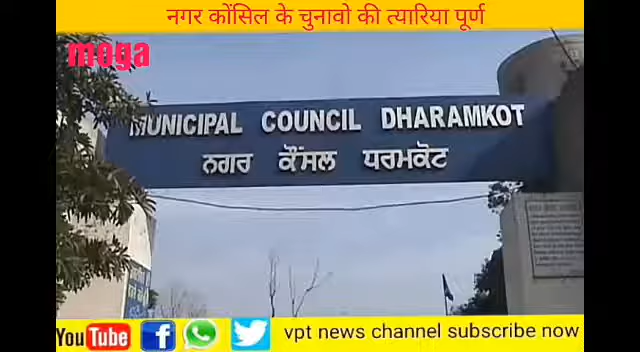 नगर कोंसिल के चुनावो की त्यारिया पूर्ण
moga
MUNICIPAL COUNCIL DHARAMKOT
ਨਗਰ ਕੌਂਸਲ ਧਰਮਕੋਟ
YouTube
vpt news channel subscribe now